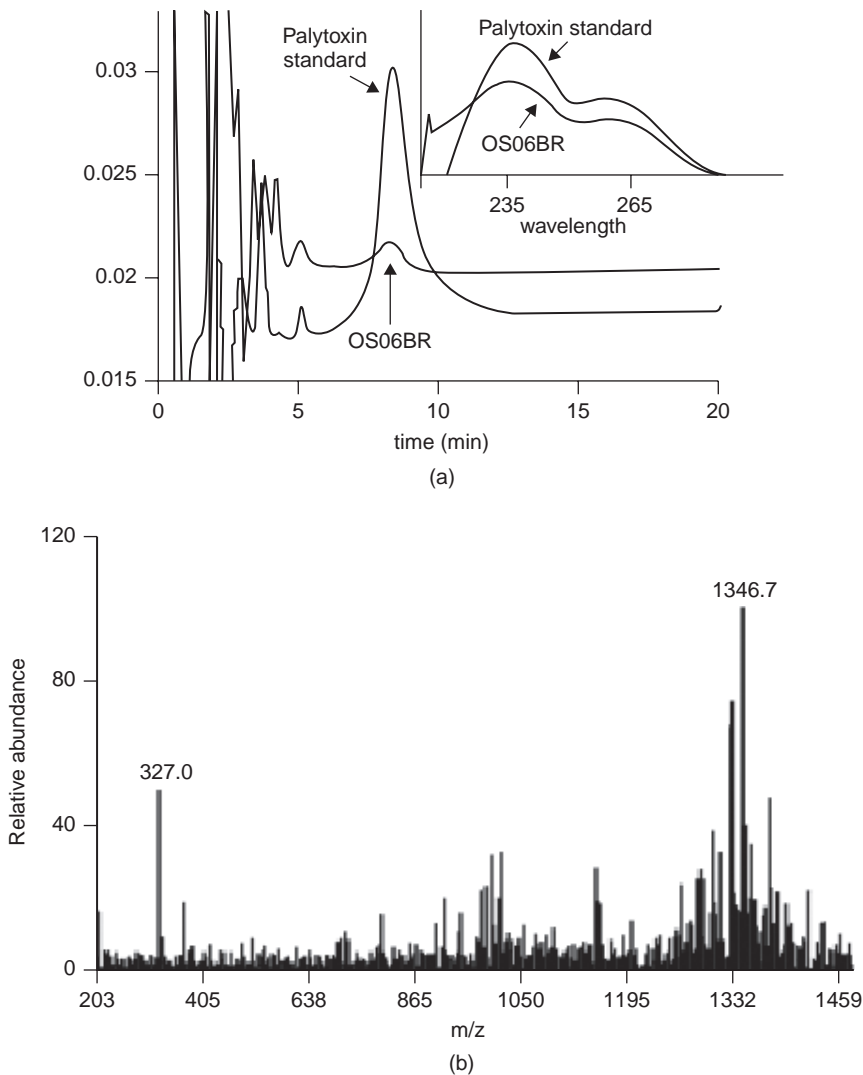 Palytoxin
standard
Palytoxin standard
OS06BR
235
265
wavelength
OS06BR
0.03
0.025
0.02
0.015
0
5
10
15
20
time (min)
(a)
120
80
40
0
Relative abundance
1346.7
327.0
203
405
638
865
1050
1195
1332
1459
m/z
(b)